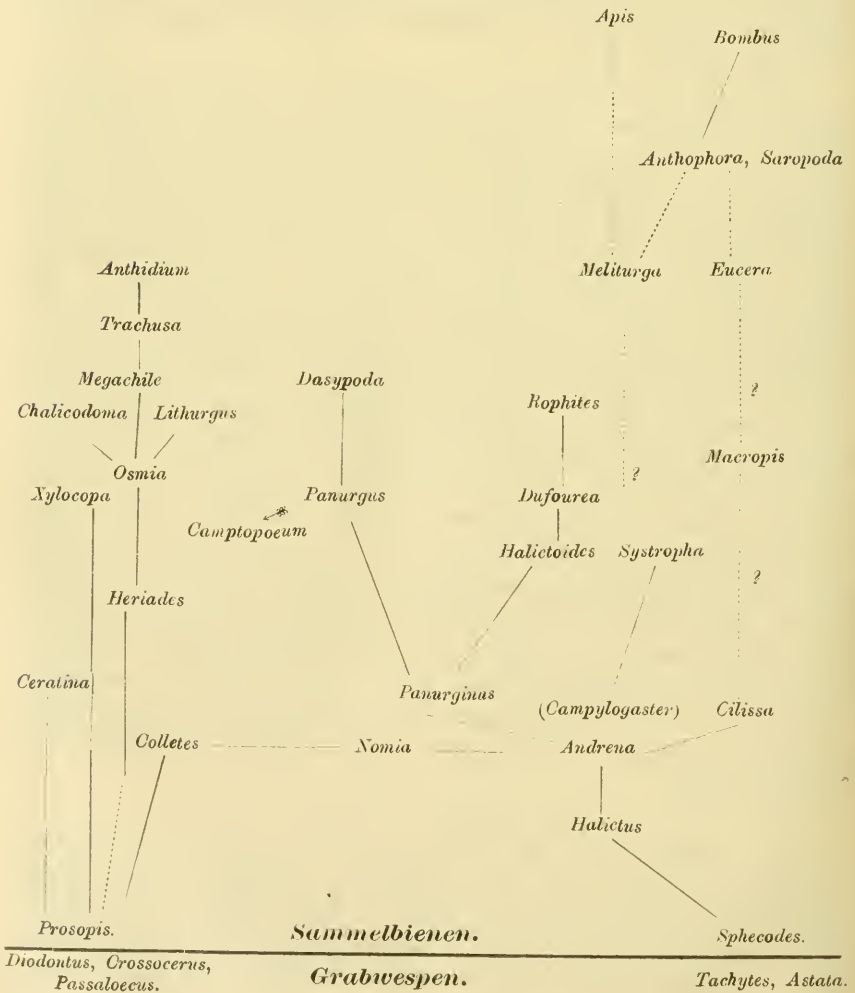 Apis
Bombus
Anthophora, Saropoda
Anthidium
Meliturga
Eucera
Trachusa
Megachile
Dasypoda
?
Chalicodoma
Lithurgus
Rophites
Macropis
Osmia
?
Xylocopa
Panurgus
Dufourea
Camptopoeum
Halictoides
Systropha
?
Heriades
Ceratina
Panurginus
(Campylogaster)
Cilissa
Colletes
Nomia
Andrena
Halictus
Prosopis.
Sammelbienen.
Sphecodes.
Diodontus, Crossocerus,
Passaloecus.
Grabwespen.
Tachytes, Astata.